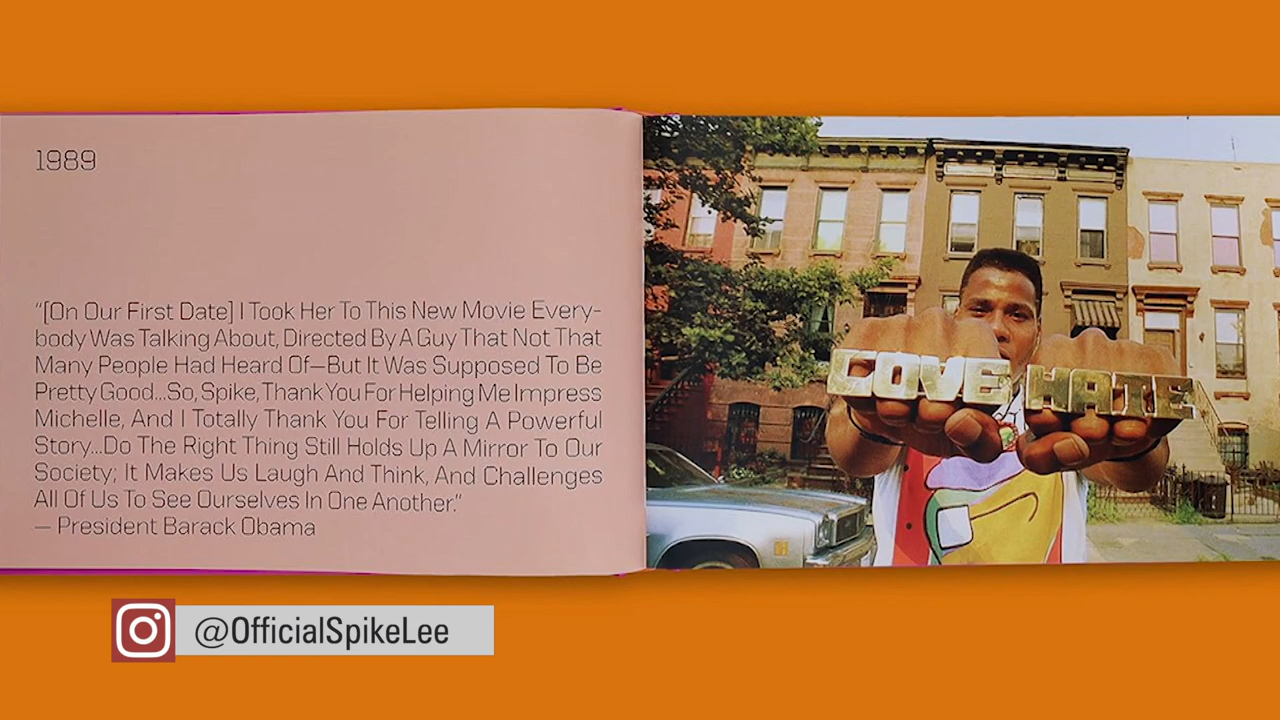 1989
“[On Our First Date] I Took Her To This New Movie Every-
body Was Talking About, Directed By A Guy That Not That
Many People Had Heard Of—But It Was Supposed To Be
Pretty Good...So, Spike, Thank You For Helping Me Impress
Michelle, And I Totally Thank You For Telling A Powerful
Story...Do The Right Thing Still Holds Up A Mirror To Our
Society; It Makes Us Laugh And Think, And Challenges
All Of Us To See Ourselves In One Another.”
— President Barack Obama
LOVE HATE
@OfficialSpikeLee